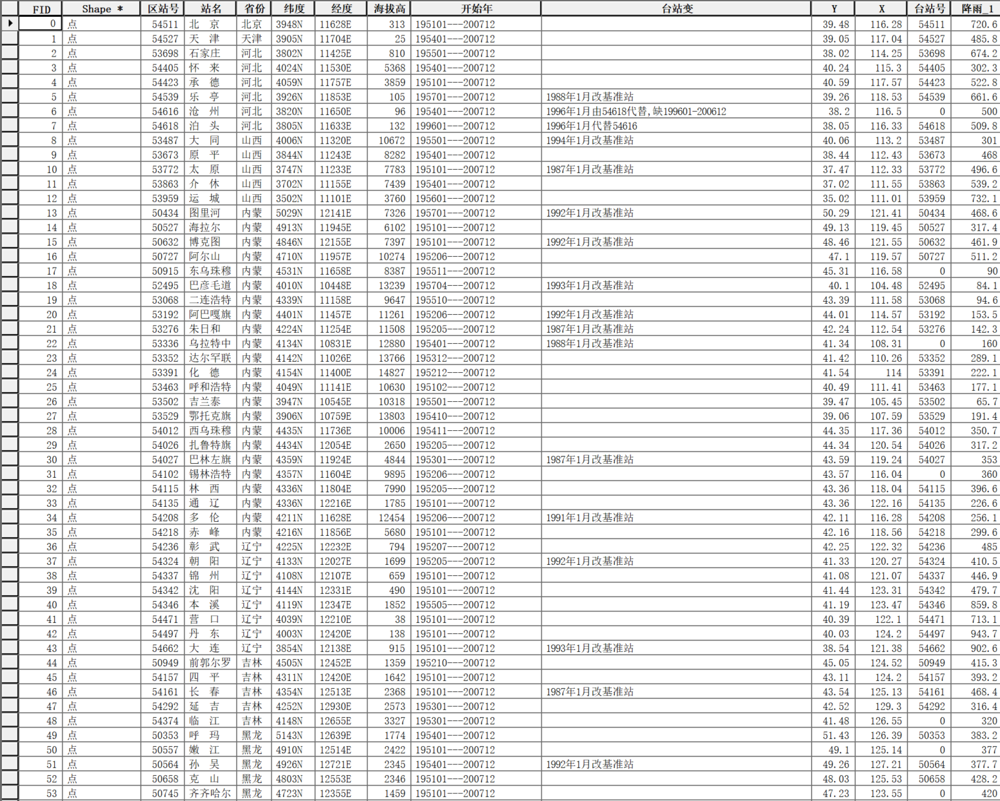 FID Shape * 区站号 站名 省份 纬度 经度 海拔高 开始年 台站变 Y X 台站号 降雨_1
0 点 54511 北 京 北京 3948N 11628E 313 195101---200712 39.48 116.28 54511 720.6
1 点 54527 天 津 天津 3905N 11704E 25 195401---200712 39.05 117.04 54527 485.8
2 点 53698 石家庄 河北 3802N 11425E 810 195501---200712 38.02 114.25 53698 674.2
3 点 54405 怀 来 河北 4024N 11530E 5368 195401---200712 40.24 115.3 54405 302.3
4 点 54423 承 德 河北 4059N 11757E 3859 195101---200712 40.59 117.57 54423 522.8
5 点 54539 乐 亭 河北 3926N 11853E 105 195701---200712 1988年1月改基准站 39.26 118.53 54539 661.6
6 点 54616 沧 州 河北 3820N 11650E 96 195401---200712 1996年1月由54618代替,缺199601-200612 38.2 116.5 0 500
7 点 54618 泊 头 河北 3805N 11633E 132 199601---200712 1996年1月代替54616 38.05 116.33 54618 509.8
8 点 53487 大 同 山西 4006N 11320E 10672 195501---200712 1994年1月改基准站 40.06 113.2 53487 301
9 点 53673 原 平 山西 3844N 11243E 8282 195401---200712 38.44 112.43 53673 468
10 点 53772 太 原 山西 3747N 11233E 7783 195101---200712 1987年1月改基准站 37.47 112.33 53772 496.6
11 点 53863 介 休 山西 3702N 11155E 7439 195401---200712 37.02 111.55 53863 539.2
12 点 53959 运 城 山西 3502N 11101E 3760 195601---200712 35.02 111.01 53959 732.1
13 点 50434 图里河 内蒙 5029N 12141E 7326 195701---200712 1992年1月改基准站 50.29 121.41 50434 468.6
14 点 50527 海拉尔 内蒙 4913N 11945E 6102 195101---200712 49.13 119.45 50527 317.4
15 点 50632 博克图 内蒙 4846N 12155E 7397 195101---200712 1992年1月改基准站 48.46 121.55 50632 461.9
16 点 50727 阿尔山 内蒙 4710N 11957E 10274 195206---200712 47.1 119.57 50727 511.2
17 点 50915 东乌珠穆 内蒙 4531N 11658E 8387 195511---200712 45.31 116.58 0 90
18 点 52495 巴彦毛道 内蒙 4010N 10448E 13239 195704---200712 1993年1月改基准站 40.1 104.48 52495 84.1
19 点 53068 二连浩特 内蒙 4339N 11158E 9647 195510---200712 43.39 111.58 53068 94.6
20 点 53192 阿巴嘎旗 内蒙 4401N 11457E 11261 195206---200712 1992年1月改基准站 44.01 114.57 53192 153.5
21 点 53276 朱日和 内蒙 4224N 11254E 11508 195205---200712 1987年1月改基准站 42.24 112.54 53276 142.3
22 点 53336 乌拉特中 内蒙 4134N 10831E 12880 195401---200712 1988年1月改基准站 41.34 108.31 0 160
23 点 53352 达尔罕联 内蒙 4142N 11026E 13766 195312---200712 41.42 110.26 53352 289.1
24 点 53391 化 德 内蒙 4154N 11400E 14827 195212---200712 41.54 114 53391 222.1
25 点 53463 呼和浩特 内蒙 4049N 11141E 10630 195102---200712 40.49 111.41 53463 177.1
26 点 53502 吉兰泰 内蒙 3947N 10545E 10318 195501---200712 39.47 105.45 53502 65.7
27 点 53529 鄂托克旗 内蒙 3906N 10759E 13803 195410---200712 39.06 107.59 53529 191.4
28 点 54012 西乌珠穆 内蒙 4435N 11736E 10006 195411---200712 44.35 117.36 54012 350.7
29 点 54026 扎鲁特旗 内蒙 4434N 12054E 2650 195205---200712 44.34 120.54 54026 317.2
30 点 54027 巴林左旗 内蒙 4359N 11924E 4844 195301---200712 1987年1月改基准站 43.59 119.24 54027 353
31 点 54102 锡林浩特 内蒙 4357N 11604E 9895 195206---200712 43.57 116.04 0 360
32 点 54115 林 西 内蒙 4336N 11804E 7990 195205---200712 43.36 118.04 54115 396.6
33 点 54135 通 辽 内蒙 4336N 12216E 1785 195101---200712 43.36 122.16 54135 226.6
34 点 54208 多 伦 内蒙 4211N 11628E 12454 195206---200712 1991年1月改基准站 42.11 116.28 54208 256.1
35 点 54218 赤 峰 内蒙 4216N 11856E 5680 195101---200712 42.16 118.56 54218 299.6
36 点 54236 彰 武 辽宁 4225N 12232E 794 195207---200712 42.25 122.32 54236 485
37 点 54324 朝 阳 辽宁 4133N 12027E 1699 195205---200712 1992年1月改基准站 41.33 120.27 54324 410.5
38 点 54337 锦 州 辽宁 4108N 12107E 659 195101---200712 41.08 121.07 54337 446.9
39 点 54342 沈 阳 辽宁 4144N 12331E 490 195101---200712 41.44 123.31 54342 479.7
40 点 54346 本 溪 辽宁 4119N 12347E 1852 195505---200712 41.19 123.47 54346 859.8
41 点 54471 营 口 辽宁 4039N 12210E 38 195101---200712 40.39 122.1 54471 713.1
42 点 54497 丹 东 辽宁 4003N 12420E 138 195101---200712 40.03 124.2 54497 943.7
43 点 54662 大 连 辽宁 3854N 12138E 915 195101---200712 1993年1月改基准站 38.54 121.38 54662 902.6
44 点 50949 前郭尔罗 吉林 4505N 12452E 1359 195210---200712 45.05 124.52 50949 415.3
45 点 54157 四 平 吉林 4311N 12420E 1642 195101---200712 43.11 124.2 54157 393.2
46 点 54161 长 春 吉林 4354N 12513E 2368 195101---200712 1987年1月改基准站 43.54 125.13 54161 468.4
47 点 54292 延 吉 吉林 4252N 12930E 2573 195301---200712 42.52 129.3 54292 316.4
48 点 54374 临 江 吉林 4148N 12655E 3327 195301---200712 41.48 126.55 0 320
49 点 50353 呼 玛 黑龙 5143N 12639E 1774 195401---200712 51.43 126.39 50353 383.2
50 点 50557 嫩 江 黑龙 4910N 12514E 2422 195101---200712 49.1 125.14 0 377
51 点 50564 孙 吴 黑龙 4926N 12721E 2345 195401---200712 1992年1月改基准站 49.26 127.21 50564 377.7
52 点 50658 克 山 黑龙 4803N 12553E 2346 195101---200712 48.03 125.53 50658 428.2
53 点 50745 齐齐哈尔 黑龙 4723N 12355E 1459 195101---200712 47.23 123.55 0 420